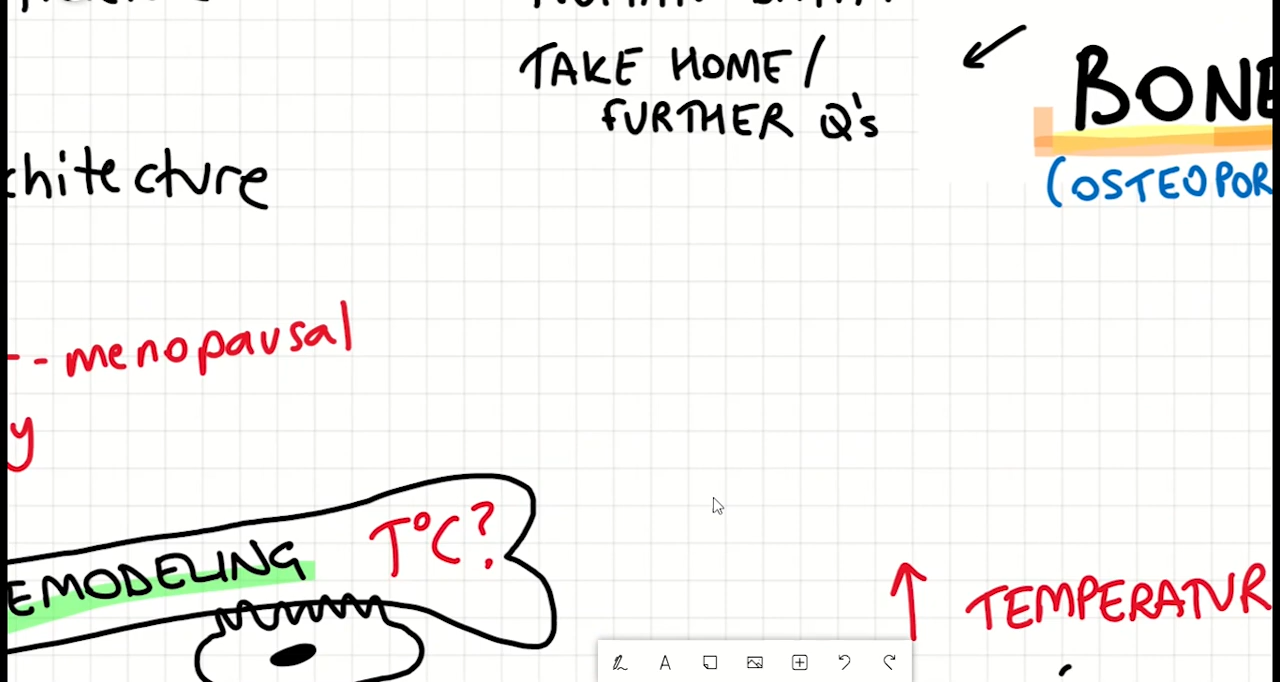 TAKE HOME /
FURTHER Q's
BONE
(OSTEOPOR
chitecture
-- menopausal
y
EMODELING
T°C?
↑ TEMPERATUR
A